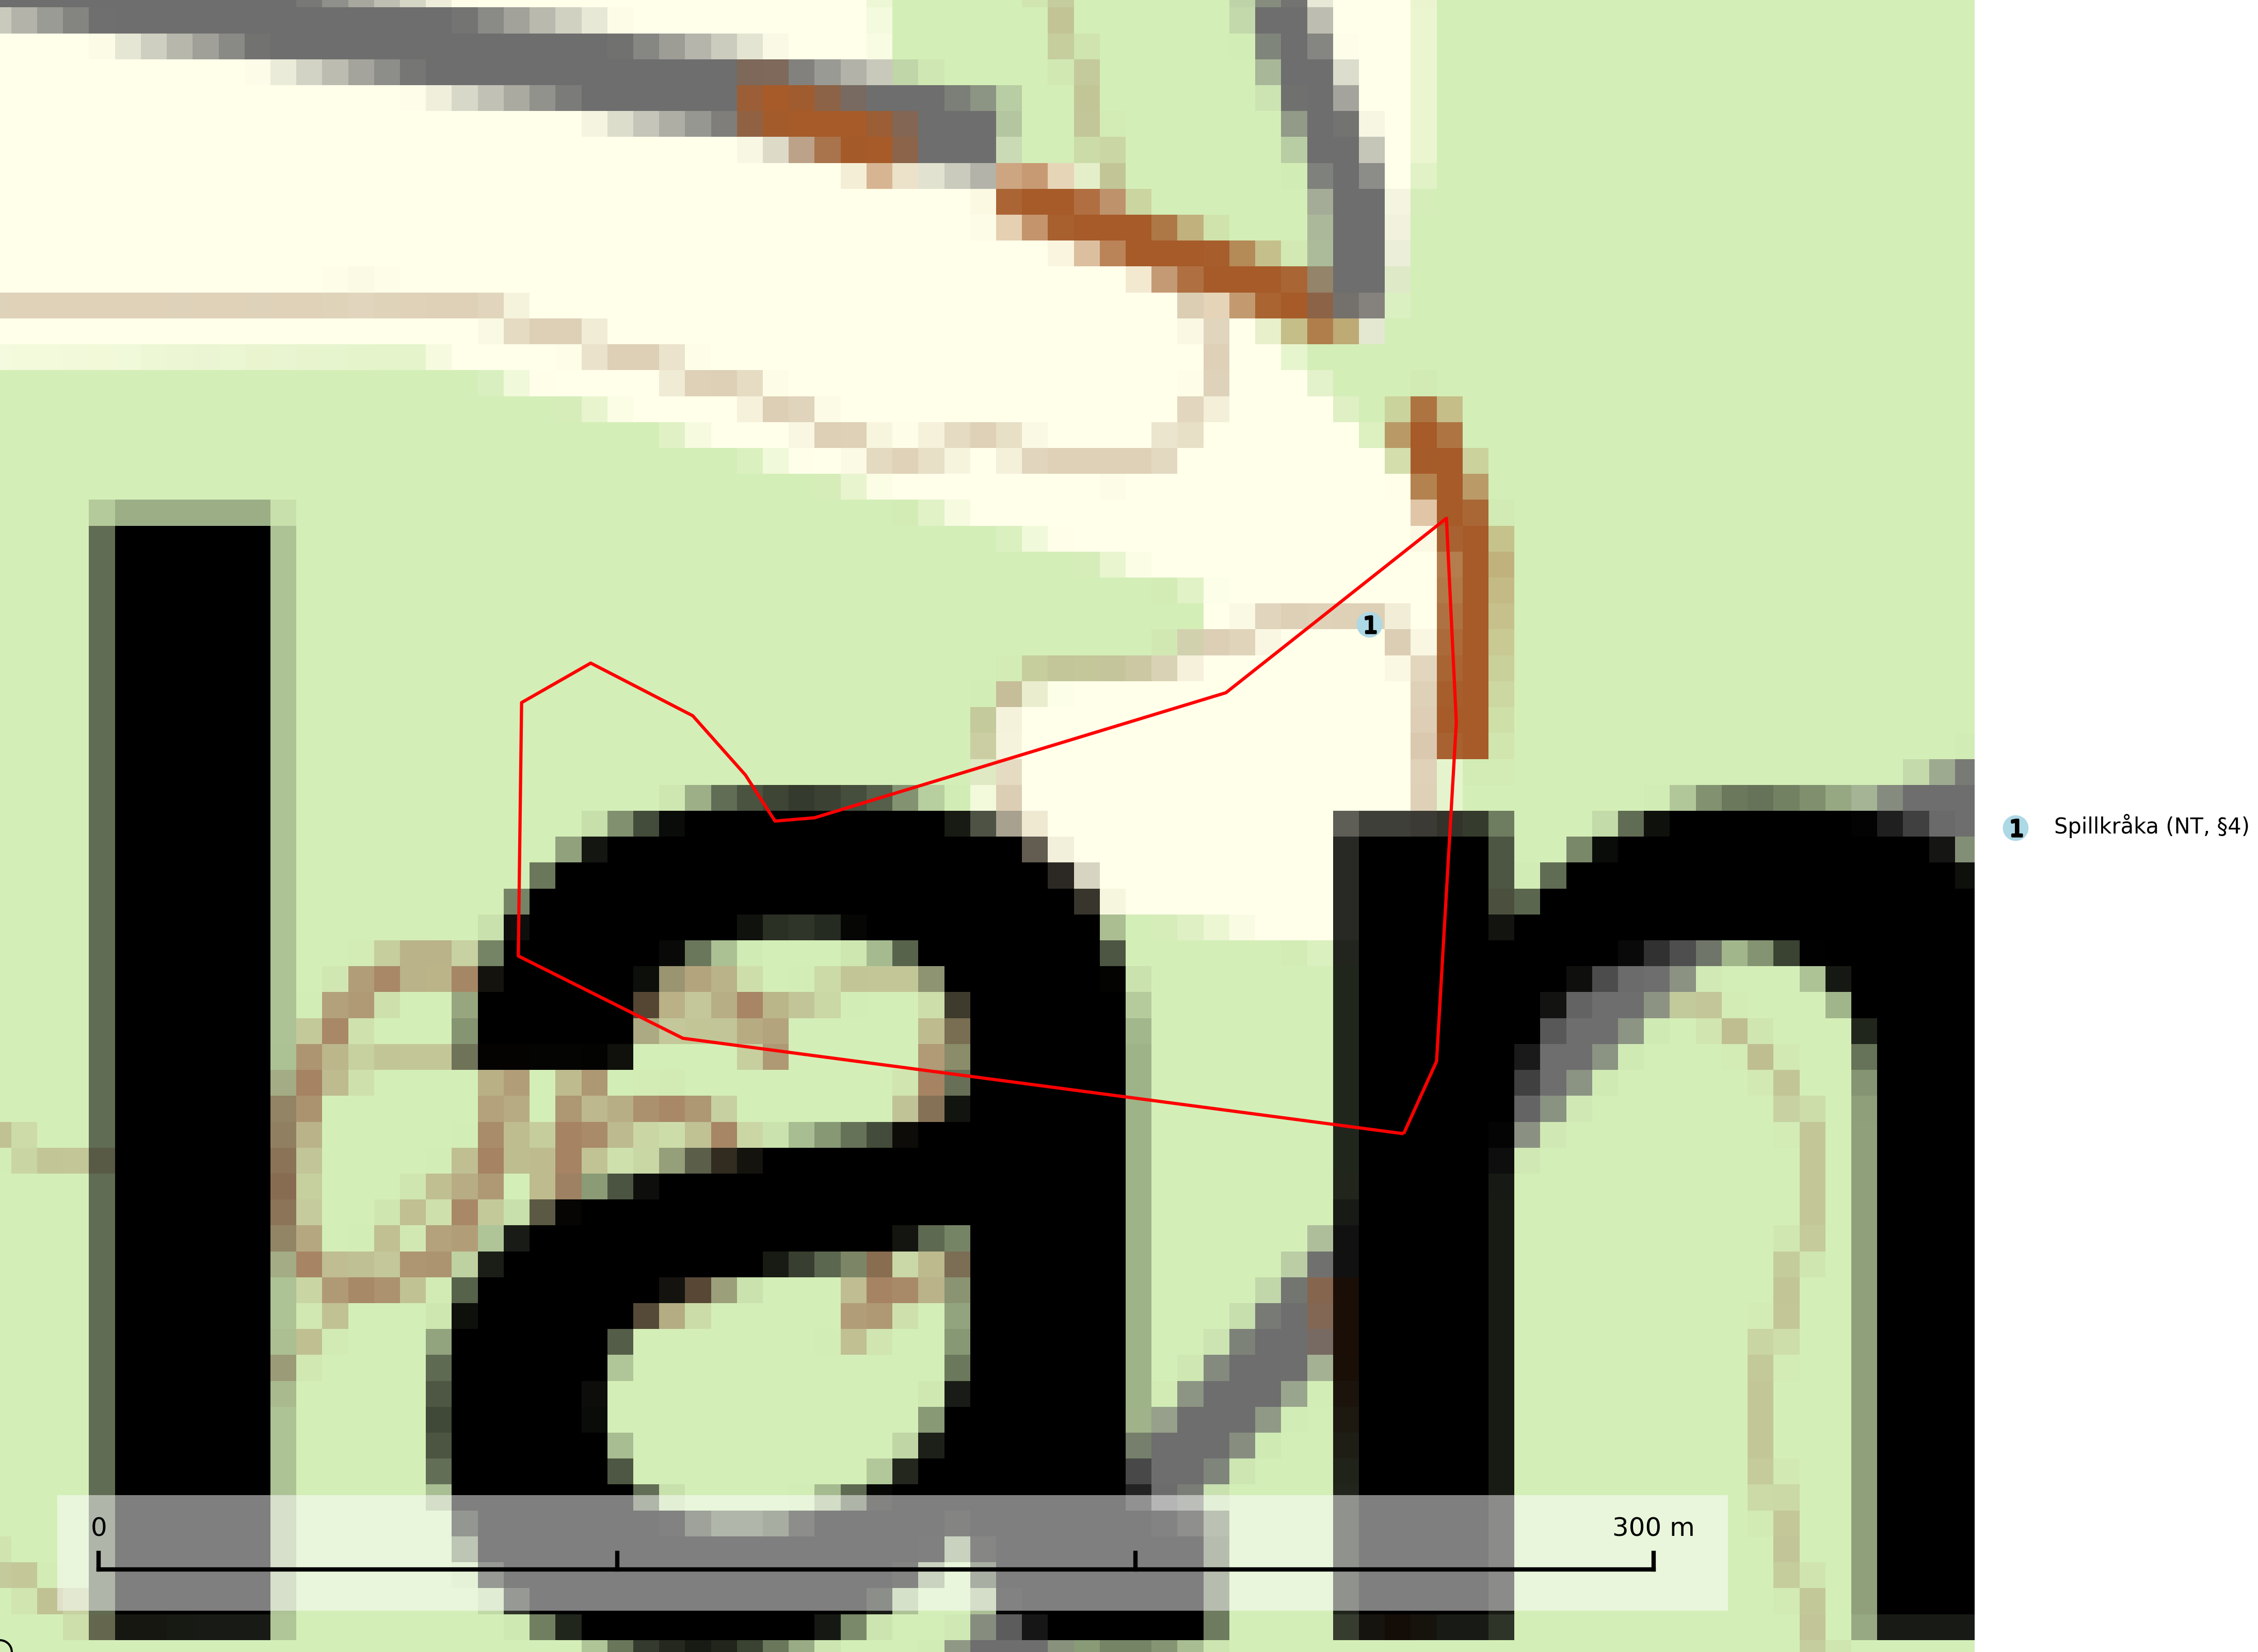 1
1 Spillkråka (NT, §4)
lan
0 300 m